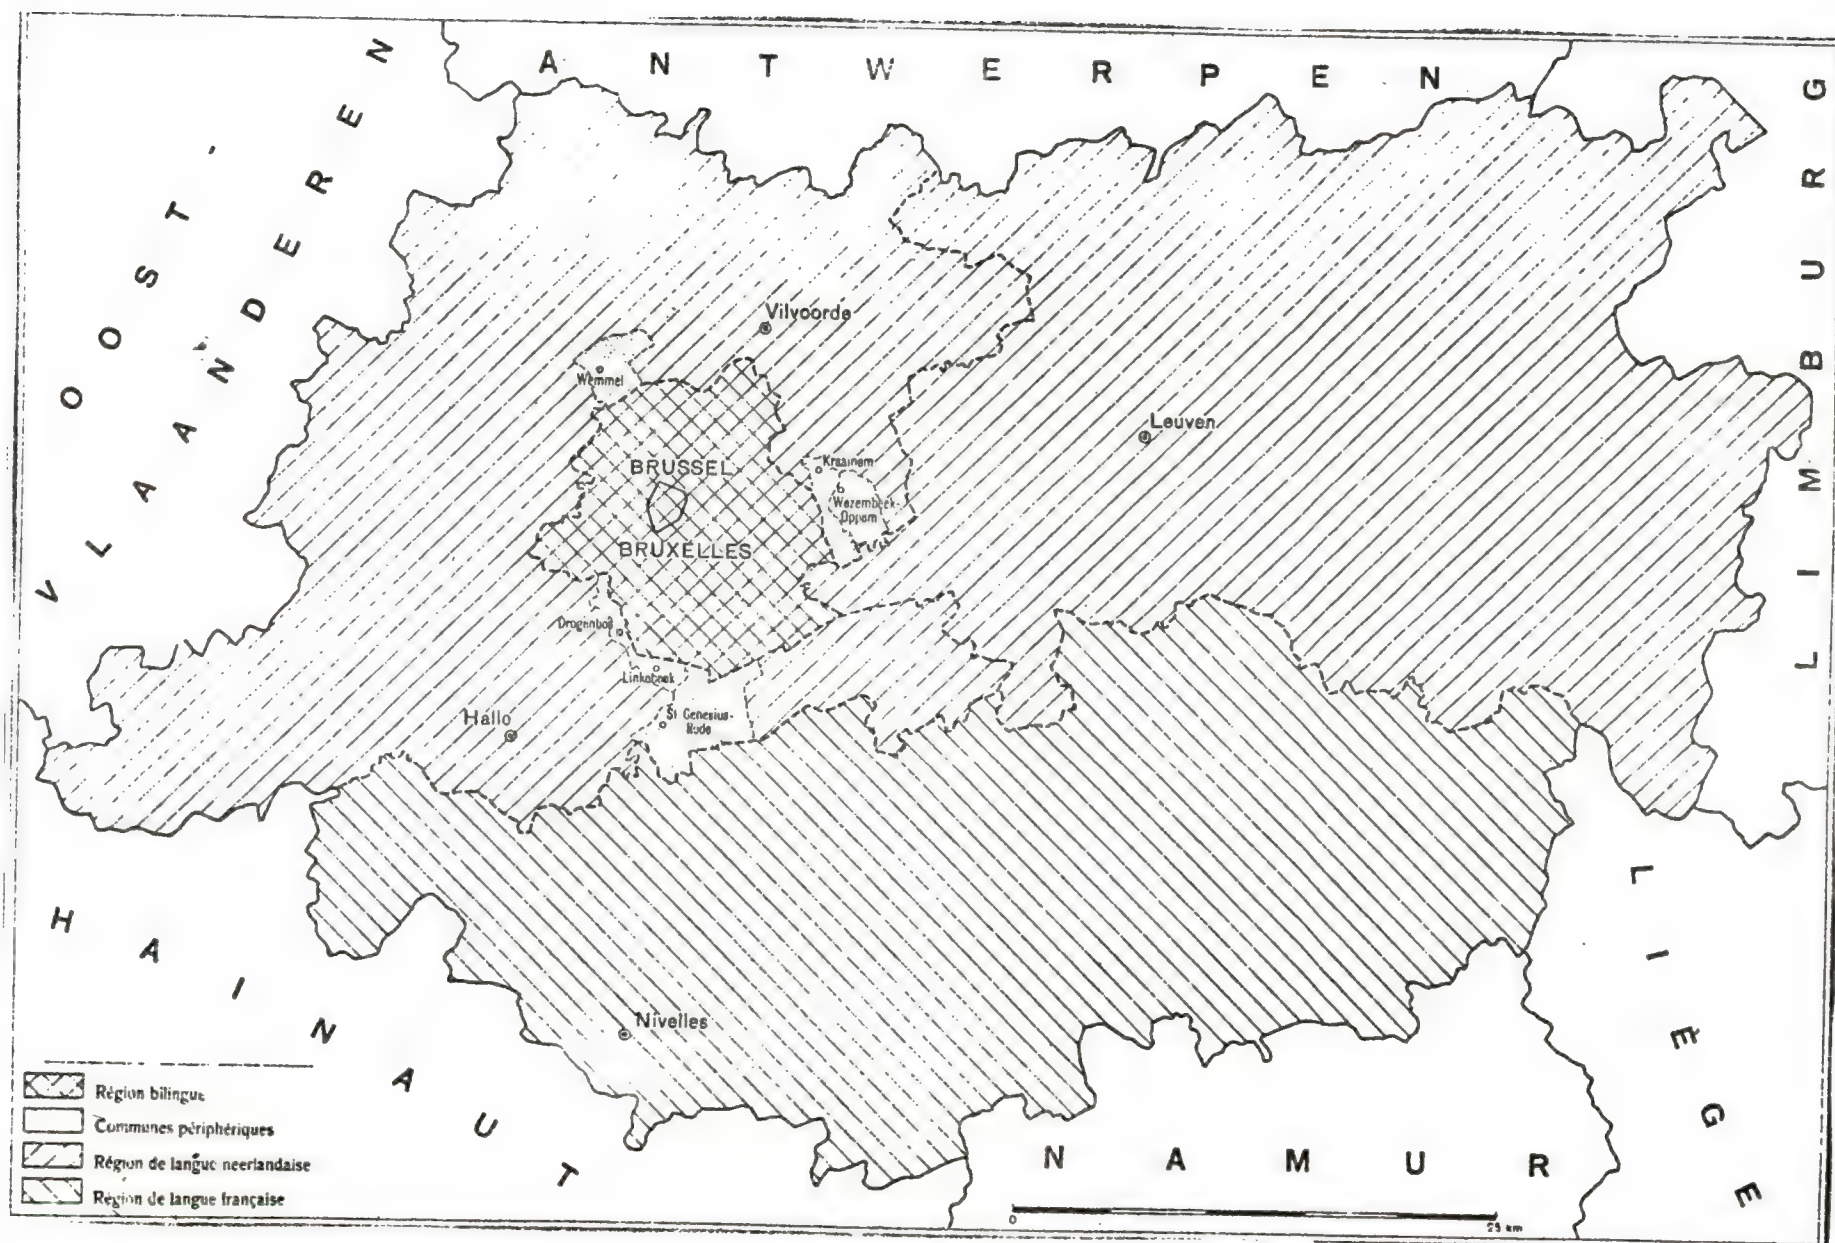 ANTWERPEN
OOST-
VLAANDEREN
LIMBURG
Vilvoorde
Wemmel
Leuven
BRUSSEL
Kraainem
Wezembeek-
Oppem
BRUXELLES
Drogenbos
Linkebeek
St Genesius-
Rode
Halle
HAINAUT
LIÈGE
Nivelles
NAMUR
Région bilingue
Communes périphériques
Région de langue neerlandaise
Région de langue française
0
25 km